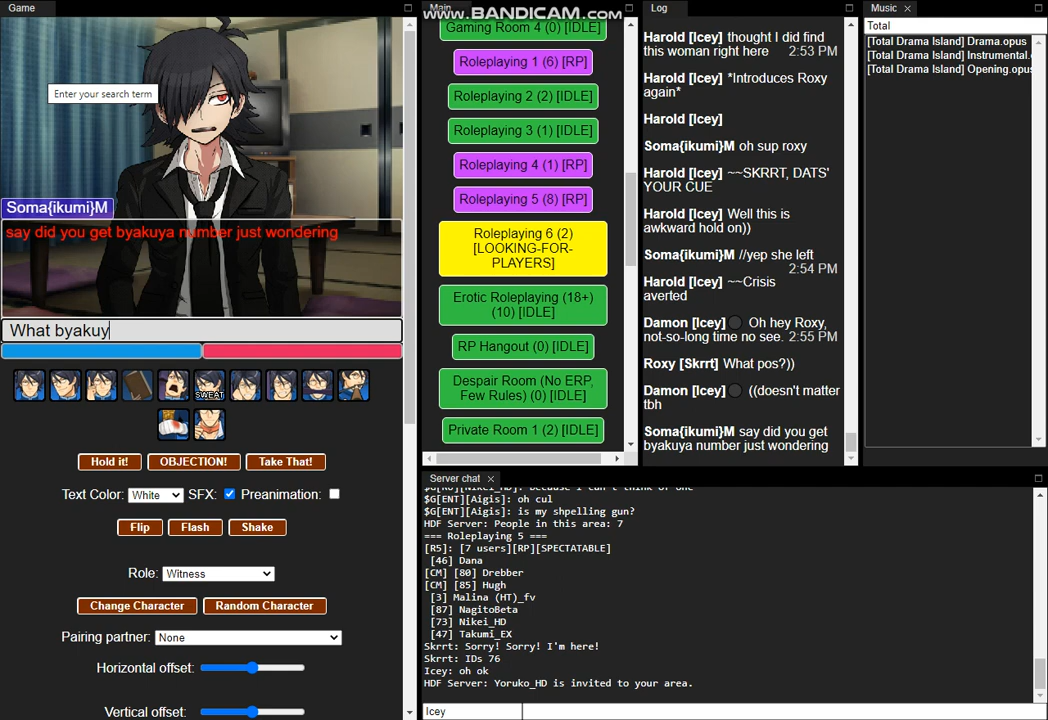 Game
WWW.BANDICAM.COM
Enter your search term
Soma{ikumi}M
say did you get byakuya number just wondering
What byakuy
SWEAT
Hold it!
OBJECTION!
Take That!
Text Color:
White
SFX:
Preanimation:
Flip
Flash
Shake
Role:
Witness
Change Character
Random Character
Pairing partner:
None
Horizontal offset:
Vertical offset:
Main
Gaming Room 4 (0) [IDLE]
Roleplaying 1 (6) [RP]
Roleplaying 2 (2) [IDLE]
Roleplaying 3 (1) [IDLE]
Roleplaying 4 (1) [RP]
Roleplaying 5 (8) [RP]
Roleplaying 6 (2)
[LOOKING-FOR-
PLAYERS]
Erotic Roleplaying (18+)
(10) [IDLE]
RP Hangout (0) [IDLE]
Despair Room (No ERP,
Few Rules) (0) [IDLE]
Private Room 1 (2) [IDLE]
Log
Harold [Icey] thought I did find
this woman right here 2:53 PM
Harold [Icey] *Introduces Roxy
again*
Harold [Icey]
Soma{ikumi}M oh sup roxy
Harold [Icey] ~~SKRRT, DATS'
YOUR CUE
Harold [Icey] Well this is
awkward hold on))
Soma{ikumi}M //yep she left
2:54 PM
Harold [Icey] ~~Crisis
averted
Damon [Icey] Oh hey Roxy,
not-so-long time no see. 2:55 PM
Roxy [Skrrt] What pos?))
Damon [Icey] ((doesn't matter
tbh
Soma{ikumi}M say did you get
byakuya number just wondering
Music
Total
[Total Drama Island] Drama.opus
[Total Drama Island] Instrumental.o
[Total Drama Island] Opening.opus
Server chat
$G[ENT][Aigis]: oh cul
$G[ENT][Aigis]: is my shpelling gun?
HDF Server: People in this area: 7
=== Roleplaying 5 ===
[R5]: [7 users][RP][SPECTATABLE]
[46] Dana
[CM] [80] Drebber
[CM] [85] Hugh
[3] Malina (HT)_fv
[87] NagitoBeta
[73] Nikei_HD
[47] Takumi_EX
Skrrt: Sorry! Sorry! I'm here!
Skrrt: IDs 76
Icey: oh ok
HDF Server: Yoruko_HD is invited to your area.
Icey